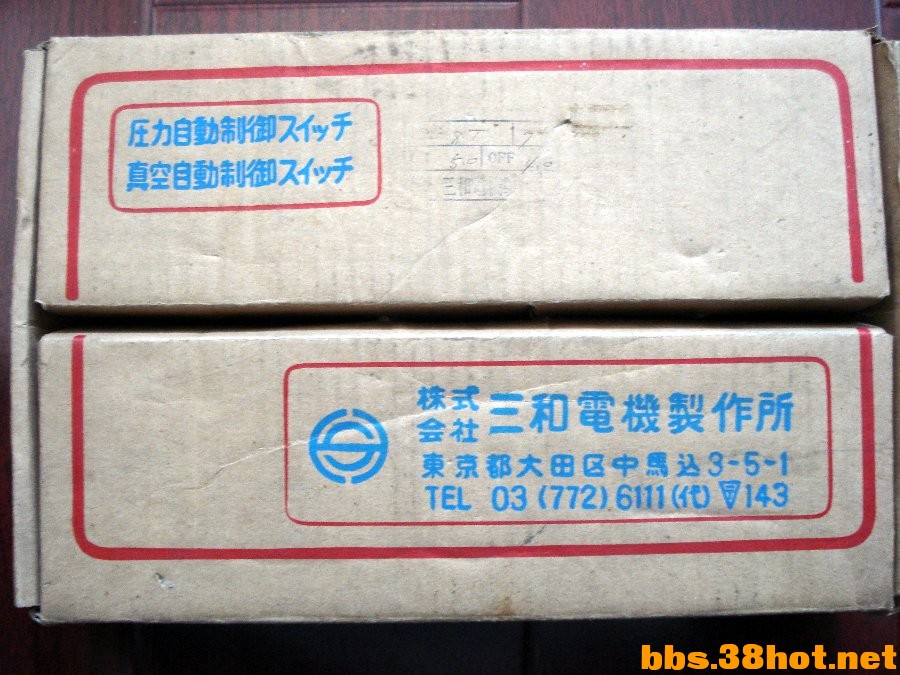 圧力自動制御スイッチ
真空自動制御スイッチ
OFF
株式会社 三和電機製作所
東京都大田区中馬込3-5-1
TEL 03 (772) 6111(代) 〠143
bbs.38hot.net